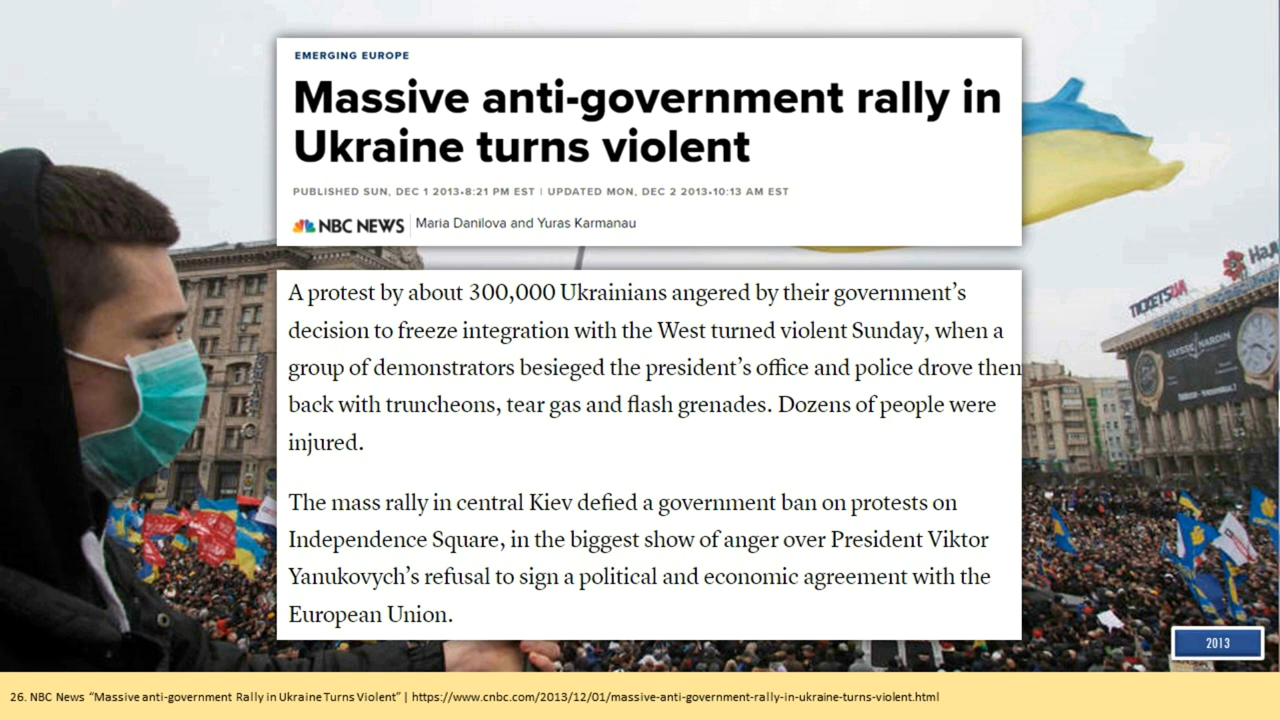 EMERGING EUROPE
Massive anti-government rally in
Ukraine turns violent
PUBLISHED SUN, DEC 1 2013•8:21 PM EST | UPDATED MON, DEC 2 2013•10:13 AM EST
NBC NEWS Maria Danilova and Yuras Karmanau
A protest by about 300,000 Ukrainians angered by their government’s
decision to freeze integration with the West turned violent Sunday, when a
group of demonstrators besieged the president’s office and police drove then
back with truncheons, tear gas and flash grenades. Dozens of people were
injured.
The mass rally in central Kiev defied a government ban on protests on
Independence Square, in the biggest show of anger over President Viktor
Yanukovych’s refusal to sign a political and economic agreement with the
European Union.
TICKETS UA
ULYSSE NARDIN
2013
26. NBC News “Massive anti-government Rally in Ukraine Turns Violent” | https://www.cnbc.com/2013/12/01/massive-anti-government-rally-in-ukraine-turns-violent.html